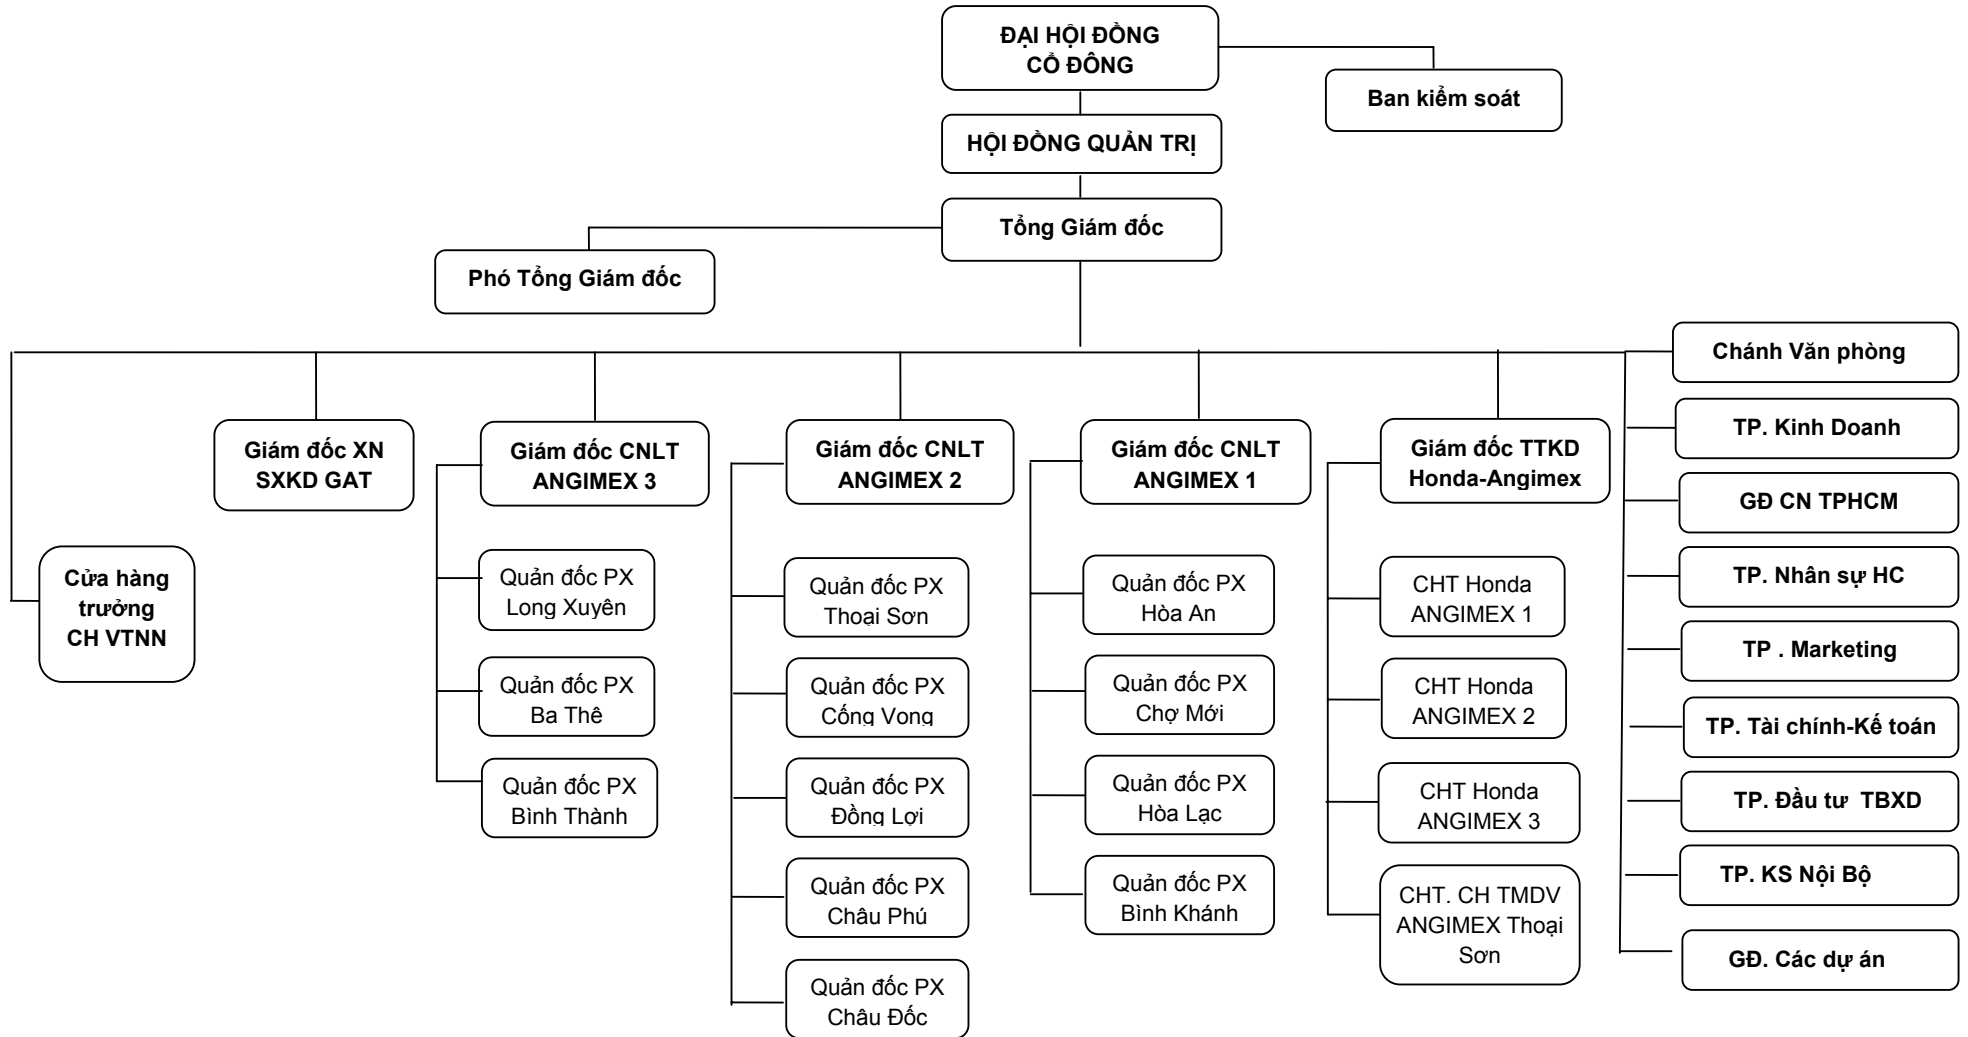 ĐẠI HỘI ĐỒNG
CỔ ĐÔNG
Ban kiểm soát
HỘI ĐỒNG QUẢN TRỊ
Tổng Giám đốc
Phó Tổng Giám đốc
Chánh Văn phòng
TP. Kinh Doanh
GĐ CN TPHCM
TP. Nhân sự HC
TP . Marketing
TP. Tài chính-Kế toán
TP. Đầu tư TBXD
TP. KS Nội Bộ
GĐ. Các dự án
Cửa hàng
trưởng
CH VTNN
Giám đốc XN
SXKD GAT
Giám đốc CNLT
ANGIMEX 3
Quản đốc PX
Long Xuyên
Quản đốc PX
Ba Thê
Quản đốc PX
Bình Thành
Giám đốc CNLT
ANGIMEX 2
Quản đốc PX
Thoại Sơn
Quản đốc PX
Cống Vong
Quản đốc PX
Đồng Lợi
Quản đốc PX
Châu Phú
Quản đốc PX
Châu Đốc
Giám đốc CNLT
ANGIMEX 1
Quản đốc PX
Hòa An
Quản đốc PX
Chợ Mới
Quản đốc PX
Hòa Lạc
Quản đốc PX
Bình Khánh
Giám đốc TTKD
Honda-Angimex
CHT Honda
ANGIMEX 1
CHT Honda
ANGIMEX 2
CHT Honda
ANGIMEX 3
CHT. CH TMDV
ANGIMEX Thoại
Sơn